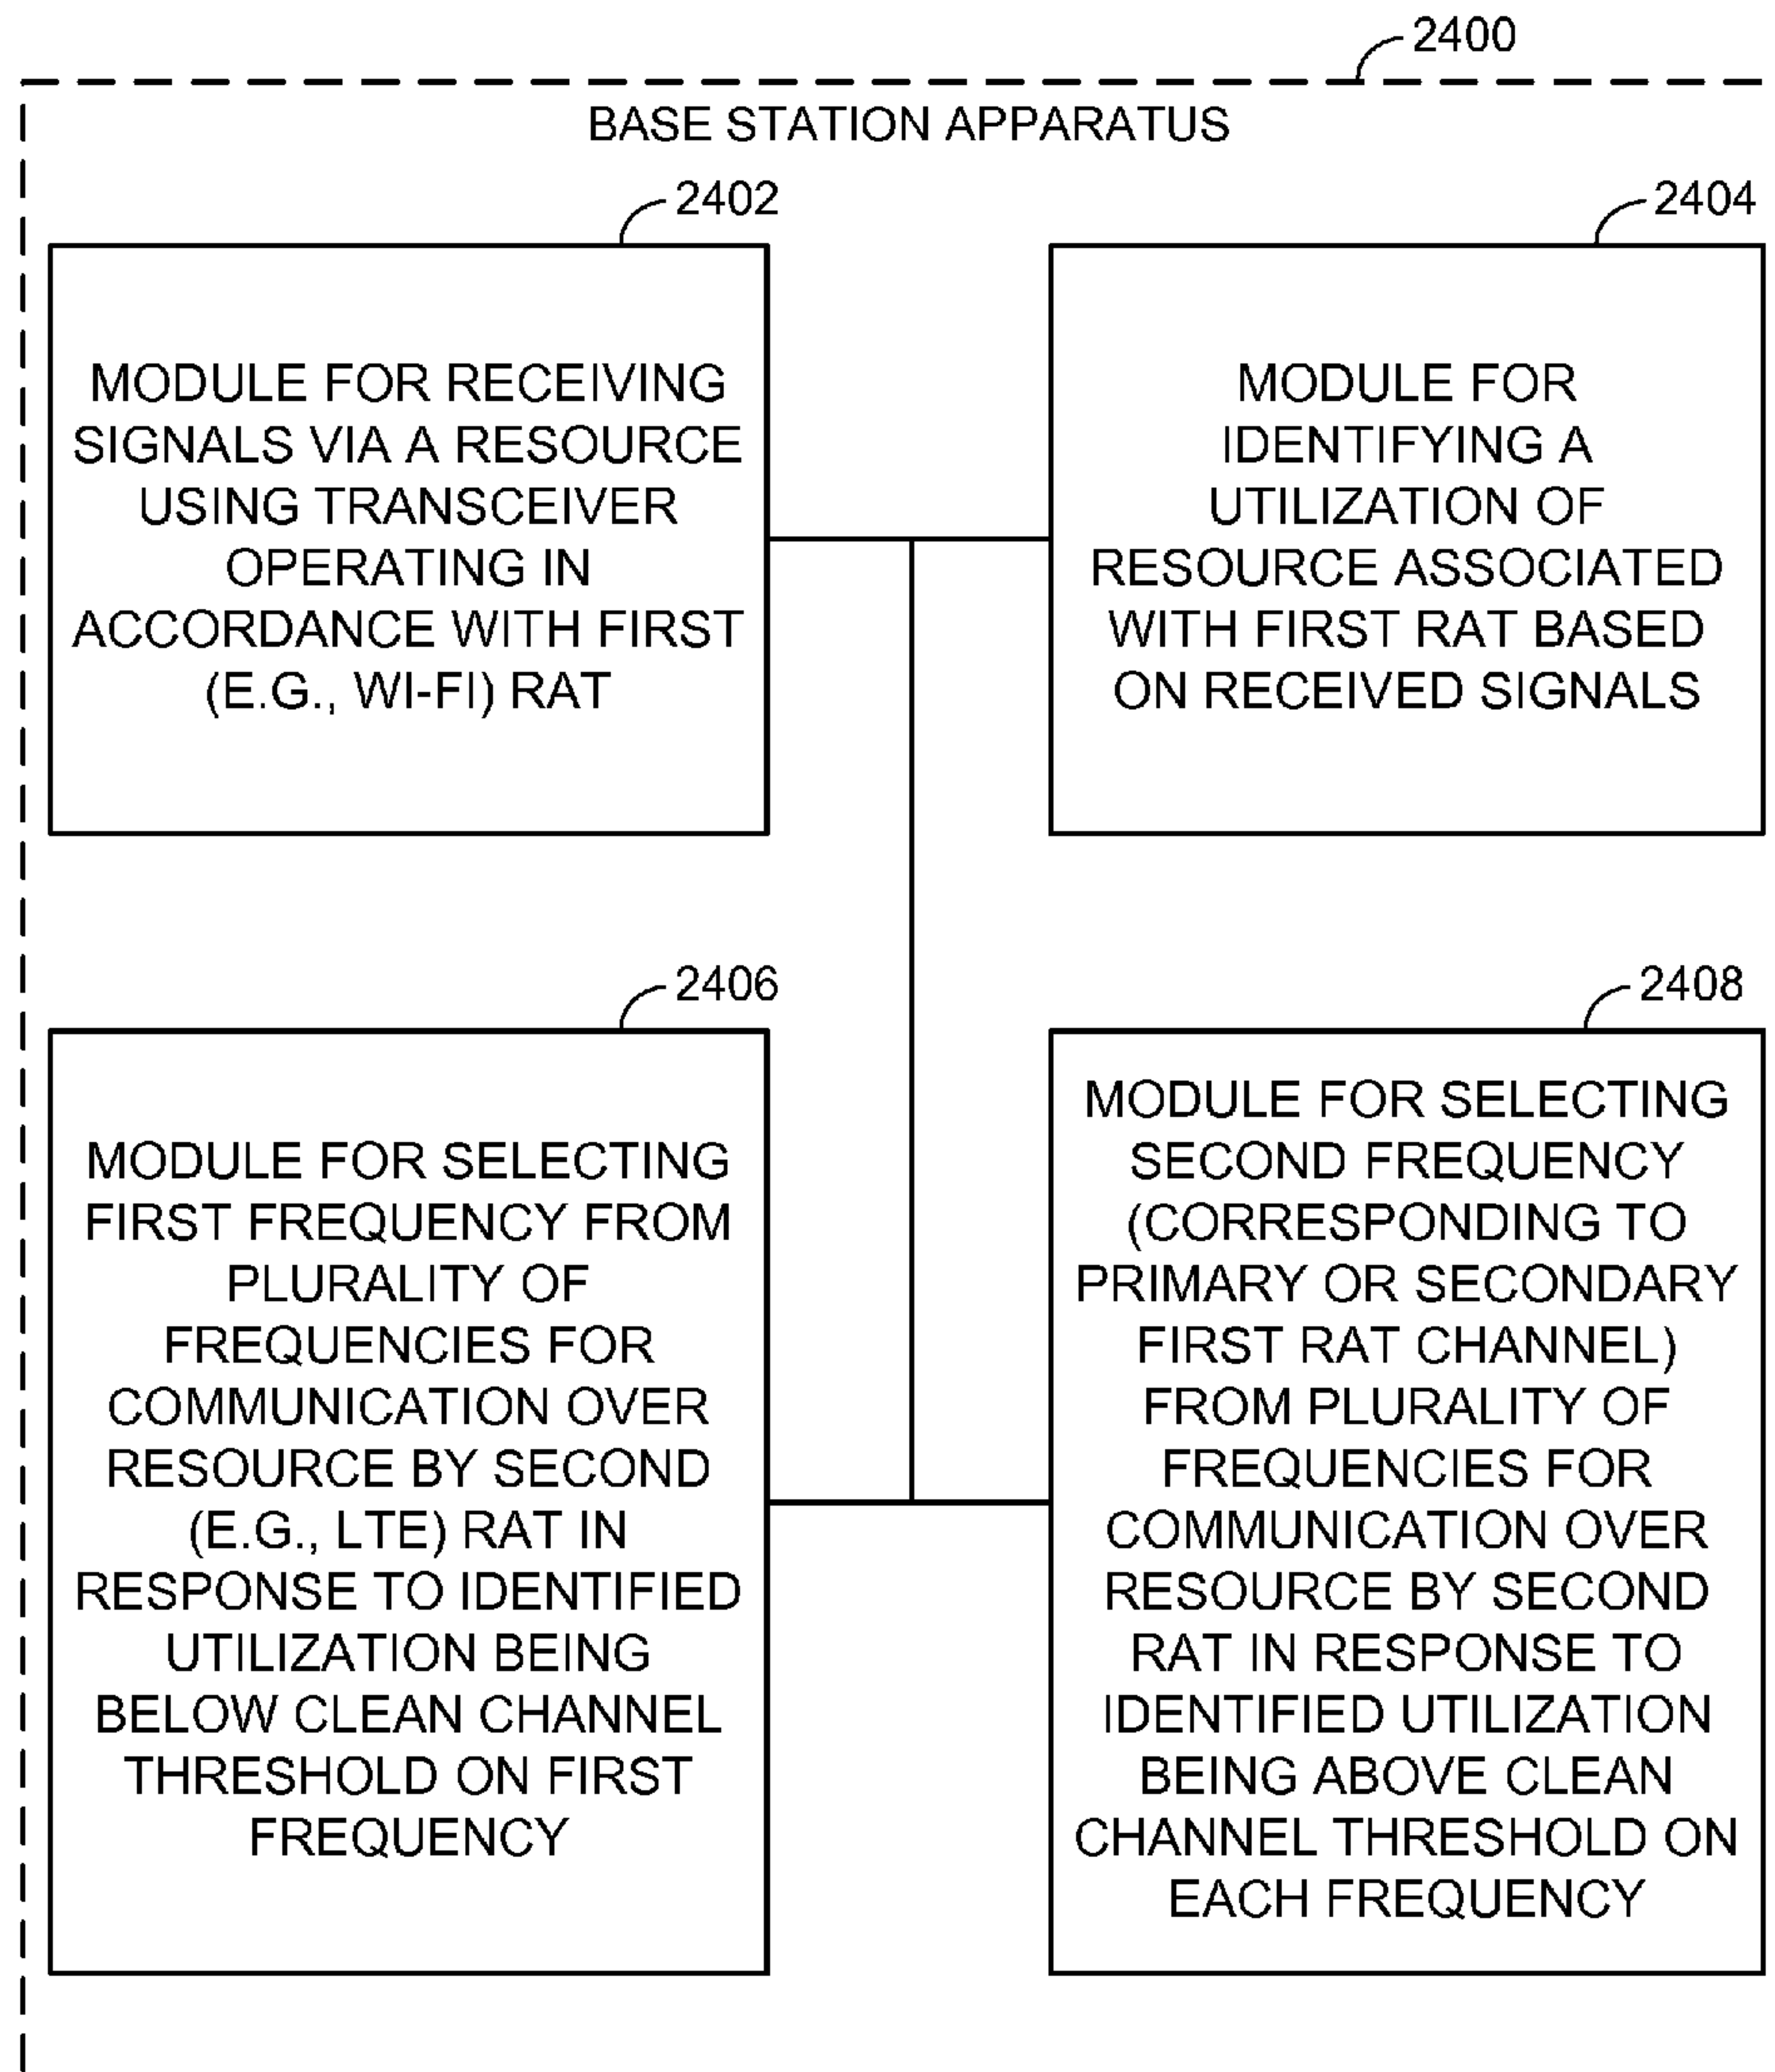 2400
BASE STATION APPARATUS
2402
MODULE FOR RECEIVING
SIGNALS VIA A RESOURCE
USING TRANSCEIVER
OPERATING IN
ACCORDANCE WITH FIRST
(E.G., WI-FI) RAT
2404
MODULE FOR
IDENTIFYING A
UTILIZATION OF
RESOURCE ASSOCIATED
WITH FIRST RAT BASED
ON RECEIVED SIGNALS
2406
MODULE FOR SELECTING
FIRST FREQUENCY FROM
PLURALITY OF
FREQUENCIES FOR
COMMUNICATION OVER
RESOURCE BY SECOND
(E.G., LTE) RAT IN
RESPONSE TO IDENTIFIED
UTILIZATION BEING
BELOW CLEAN CHANNEL
THRESHOLD ON FIRST
FREQUENCY
2408
MODULE FOR SELECTING
SECOND FREQUENCY
(CORRESPONDING TO
PRIMARY OR SECONDARY
FIRST RAT CHANNEL)
FROM PLURALITY OF
FREQUENCIES FOR
COMMUNICATION OVER
RESOURCE BY SECOND
RAT IN RESPONSE TO
IDENTIFIED UTILIZATION
BEING ABOVE CLEAN
CHANNEL THRESHOLD ON
EACH FREQUENCY